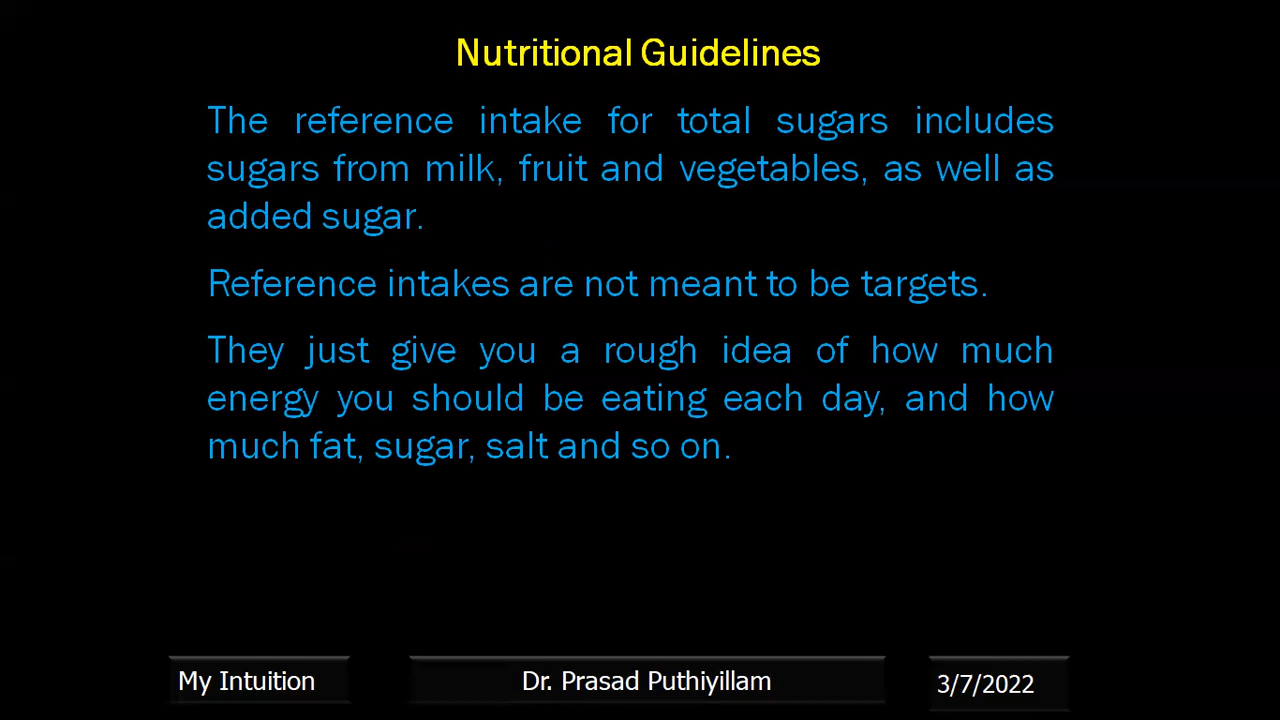 Nutritional Guidelines
The reference intake for total sugars includes
sugars from milk, fruit and vegetables, as well as
added sugar.
Reference intakes are not meant to be targets.
They just give you a rough idea of how much
energy you should be eating each day, and how
much fat, sugar, salt and so on.
My Intuition
Dr. Prasad Puthiyillam
3/7/2022